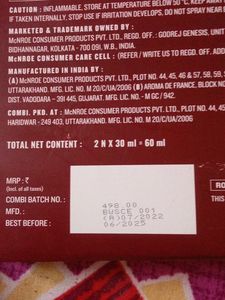 CAUTION : INFLAMMABLE. STORE AT TEMPERATURE BELOW 50°C. KEEP AWAY
IF TAKEN INTERNALLY. STOP USE IF IRRITATION DEVELOPS. DO NOT SPRAY NEAR
MARKETED & TRADEMARK OWNED BY :
McNROE CONSUMER PRODUCTS PVT. LTD., REGD. OFF.: GODREJ GENESIS, UNIT
BIDHANNAGAR, KOLKATA - 700 091, W.B., INDIA.
McNROE CONSUMER CARE CELL : (REFER / WRITE US TO REGD. OFF. ADD
MANUFACTURED IN INDIA BY :
(A) McNROE CONSUMER PRODUCTS PVT. LTD., PLOT NO. 44, 45, 46 & 57, 58, 59,
UTTARAKHAND. MFG. LIC. NO. M 20/C/UA/2006 (B) AROMA DE FRANCE, BLOCK
DIST. VADODARA – 391 445, GUJARAT. MFG. LIC. NO. - M GC / 942.
COMBI. PKD. AT : McNROE CONSUMER PRODUCTS PVT. LTD., PLOT NO. 44, 45,
HARIDWAR - 249 403, UTTARAKHAND. MFG. LIC. NO. M 20/C/UA/2006
TOTAL NET CONTENT : 2 N X 30 ml = 60 ml
MRP : ₹
(Incl. of all taxes)
498.00
COMBI BATCH NO. :
BUSCE 001
MFD. :
(A)07/2022
BEST BEFORE :
06/2025
RO
THIS